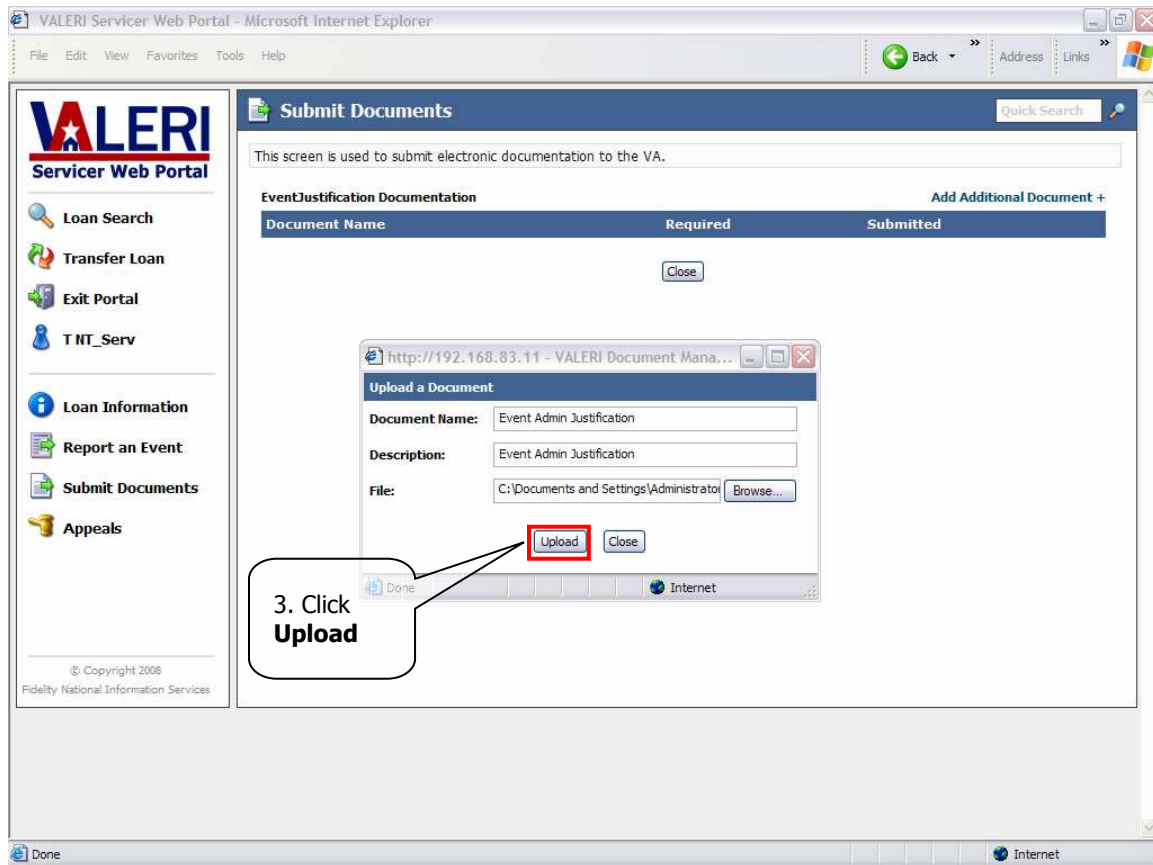 VALERI Servicer Web Portal - Microsoft Internet Explorer
File Edit View Favorites Tools Help
Back
»
Address
Links
»
VALERI
Servicer Web Portal
Loan Search
Transfer Loan
Exit Portal
TNT_Serv
Loan Information
Report an Event
Submit Documents
Appeals
© Copyright 2008
Fidelity National Information Services
Submit Documents
Quick Search
This screen is used to submit electronic documentation to the VA.
EventJustification Documentation
Add Additional Document +
Document Name Required Submitted
Close
http://192.168.83.11 - VALERI Document Mana...
Upload a Document
Document Name: Event Admin Justification
Description: Event Admin Justification
File: C:\Documents and Settings\Administrator Browse...
Upload Close
Done Internet
3. Click
Upload
Done Internet